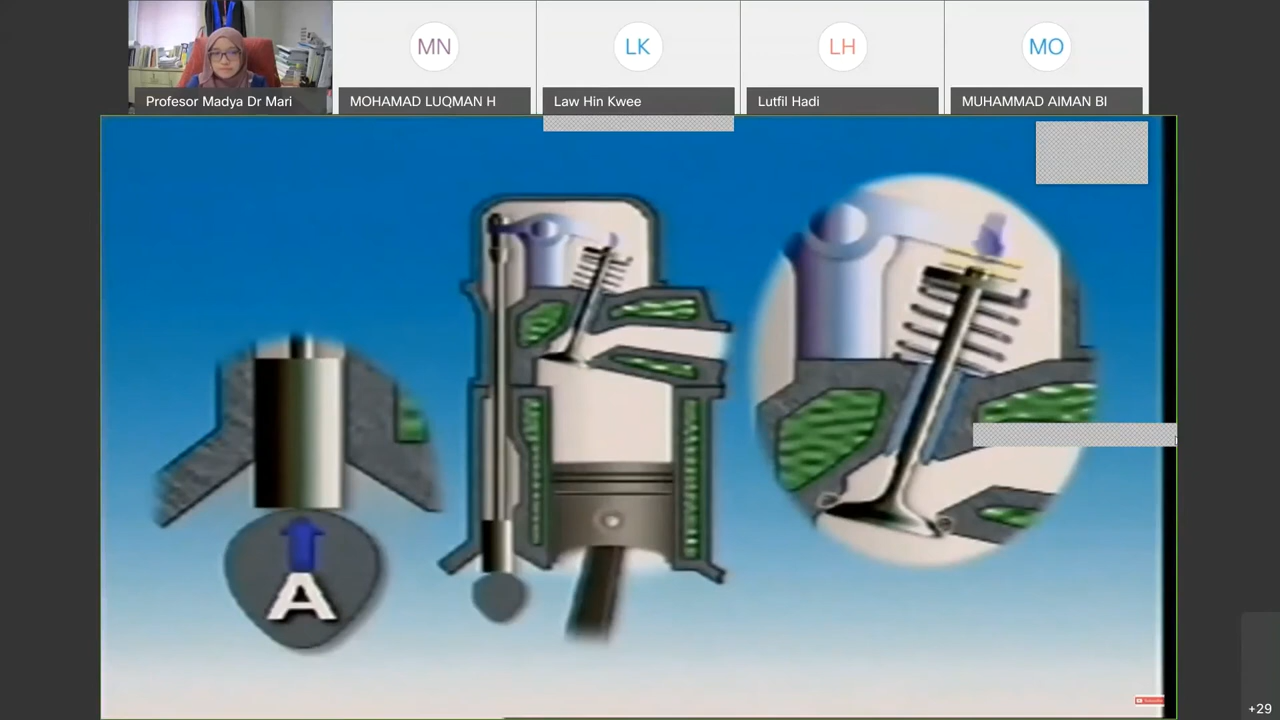 MN
LK
LH
MO
Profesor Madya Dr Mari
MOHAMAD LUQMAN H
Law Hin Kwee
Lutfil Hadi
MUHAMMAD AIMAN BI
A
+29